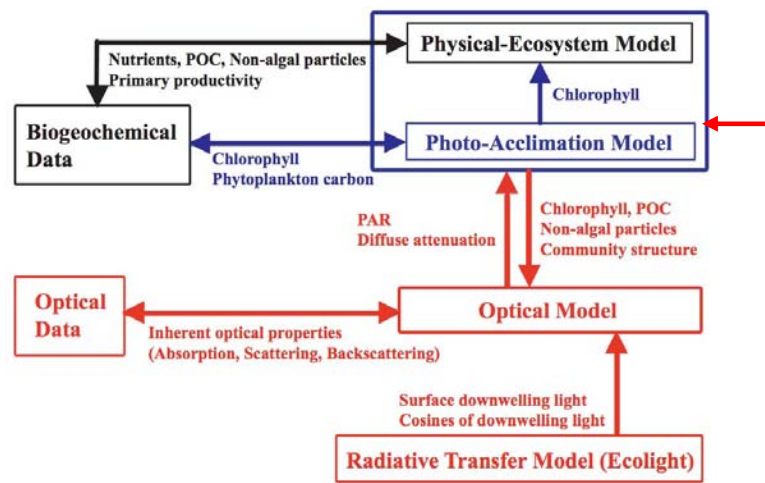 Physical-Ecosystem Model
Nutrients, POC, Non-algal particles
Primary productivity
Chlorophyll
Biogeochemical
Data
Photo-Acclimation Model
Chlorophyll
Phytoplankton carbon
PAR
Diffuse attenuation
Chlorophyll, POC
Non-algal particles
Community structure
Optical
Data
Optical Model
Inherent optical properties
(Absorption, Scattering, Backscattering)
Surface downwelling light
Cosines of downwelling light
Radiative Transfer Model (Ecolight)